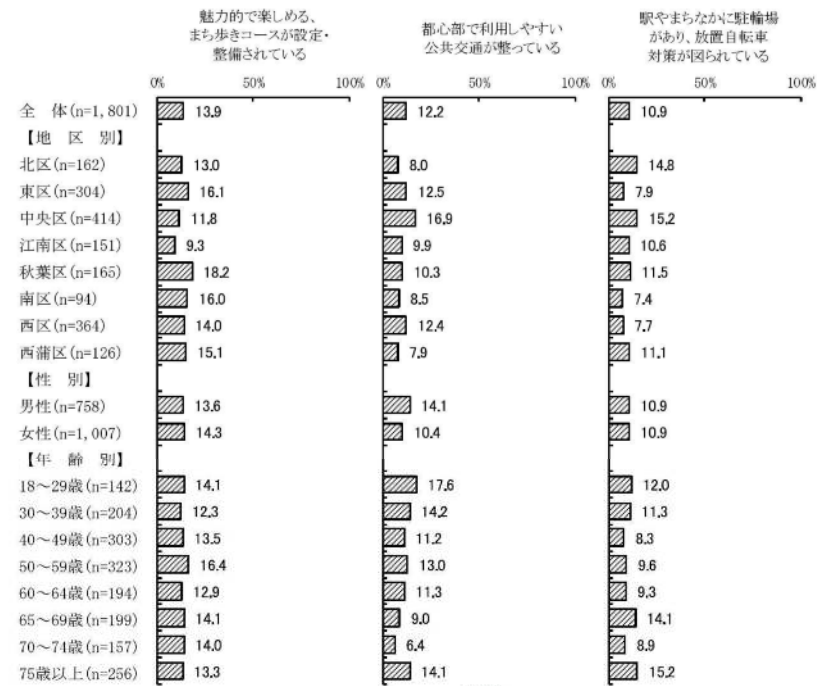 魅力的で楽しめる、
まち歩きコースが設定・
整備されている
都心部で利用しやすい
公共交通が整っている
駅やまちなかに駐輪場
があり、放置自転車
対策が図られている
0% 50% 100% 0% 50% 100% 0% 50% 100%
全 体(n=1,801) 13.9 12.2 10.9
【地 区 別】
北区(n=162) 13.0 8.0 14.8
東区(n=304) 16.1 12.5 7.9
中央区(n=414) 11.8 16.9 15.2
江南区(n=151) 9.3 9.9 10.6
秋葉区(n=165) 18.2 10.3 11.5
南区(n=94) 16.0 8.5 7.4
西区(n=364) 14.0 12.4 7.7
西蒲区(n=126) 15.1 7.9 11.1
【性 別】
男性(n=758) 13.6 14.1 10.9
女性(n=1,007) 14.3 10.4 10.9
【年 齢 別】
18～29歳(n=142) 14.1 17.6 12.0
30～39歳(n=204) 12.3 14.2 11.3
40～49歳(n=303) 13.5 11.2 8.3
50～59歳(n=323) 16.4 13.0 9.6
60～64歳(n=194) 12.9 11.3 9.3
65～69歳(n=199) 14.1 9.0 14.1
70～74歳(n=157) 14.0 6.4 8.9
75歳以上(n=256) 13.3 14.1 15.2